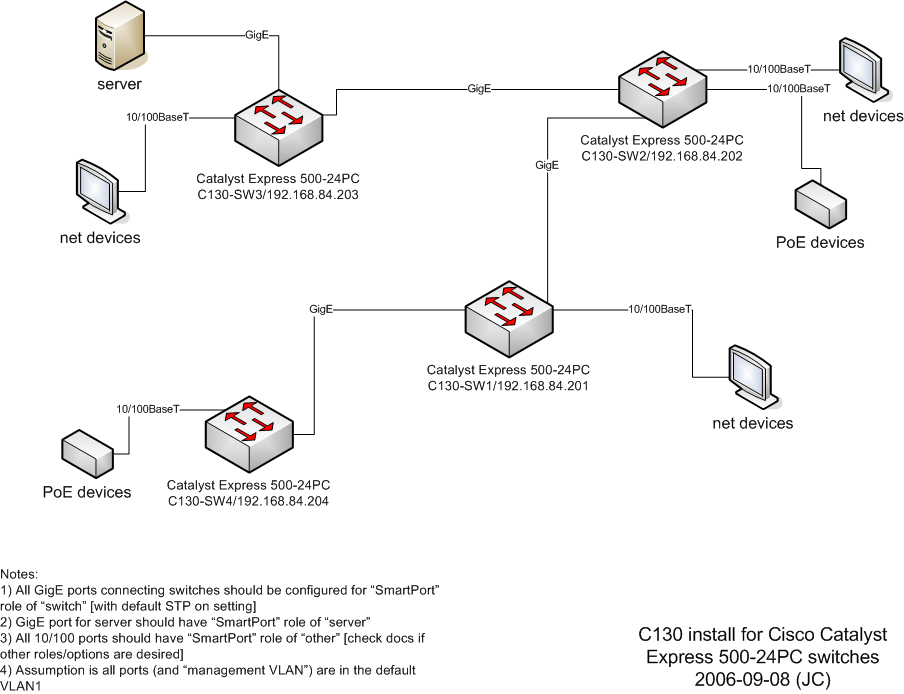 GigE
server
10/100BaseT
GigE
10/100BaseT
10/100BaseT
net devices
Catalyst Express 500-24PC
C130-SW2/192.168.84.202
GigE
Catalyst Express 500-24PC
C130-SW3/192.168.84.203
net devices
PoE devices
GigE
10/100BaseT
Catalyst Express 500-24PC
C130-SW1/192.168.84.201
net devices
10/100BaseT
PoE devices
Catalyst Express 500-24PC
C130-SW4/192.168.84.204
Notes:
1) All GigE ports connecting switches should be configured for “SmartPort”
role of “switch” [with default STP on setting]
2) GigE port for server should have “SmartPort” role of “server”
3) All 10/100 ports should have “SmartPort” role of “other” [check docs if
other roles/options are desired]
4) Assumption is all ports (and “management VLAN”) are in the default
VLAN1
C130 install for Cisco Catalyst
Express 500-24PC switches
2006-09-08 (JC)